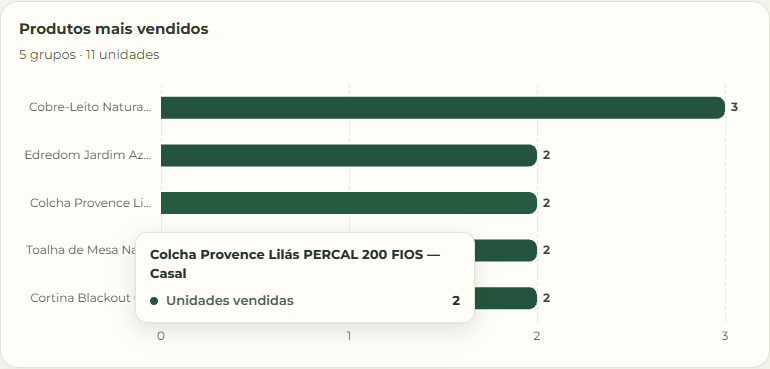 Produtos mais vendidos
5 grupos · 11 unidades
Cobre-Leito Natura... 3
Edredom Jardim Az... 2
Colcha Provence Li... 2
Toalha de Mesa Na 2
Colcha Provence Lilás PERCAL 200 FIOS —
Casal
Unidades vendidas 2
Cortina Blackout 2
0 1 2 3